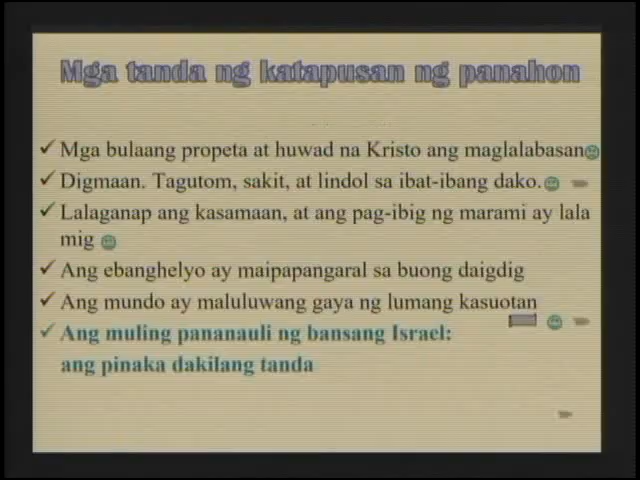 Mga tanda ng katapusan ng panahon
Mga bulaang propeta at huwad na Kristo ang maglalabasan
Digmaan. Tagutom, sakit, at lindol sa ibat-ibang dako.
Lalaganap ang kasamaan, at ang pag-ibig ng marami ay lala
mig
Ang ebanghelyo ay maipapangaral sa buong daigdig
Ang mundo ay maluluwang gaya ng lumang kasuotan
Ang muling pananauli ng bansang Israel:
ang pinaka dakilang tanda